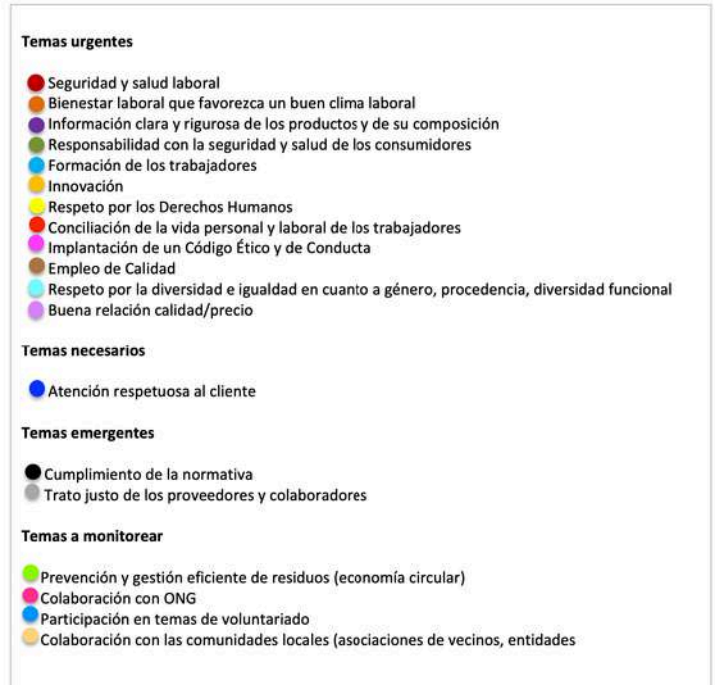 Temas urgentes
Seguridad y salud laboral
Bienestar laboral que favorezca un buen clima laboral
Información clara y rigurosa de los productos y de su composición
Responsabilidad con la seguridad y salud de los consumidores
Formación de los trabajadores
Innovación
Respeto por los Derechos Humanos
Conciliación de la vida personal y laboral de los trabajadores
Implantación de un Código Ético y de Conducta
Empleo de Calidad
Respeto por la diversidad e igualdad en cuanto a género, procedencia, diversidad funcional
Buena relación calidad/precio
Temas necesarios
Atención respetuosa al cliente
Temas emergentes
Cumplimiento de la normativa
Trato justo de los proveedores y colaboradores
Temas a monitorear
Prevención y gestión eficiente de residuos (economía circular)
Colaboración con ONG
Participación en temas de voluntariado
Colaboración con las comunidades locales (asociaciones de vecinos, entidades